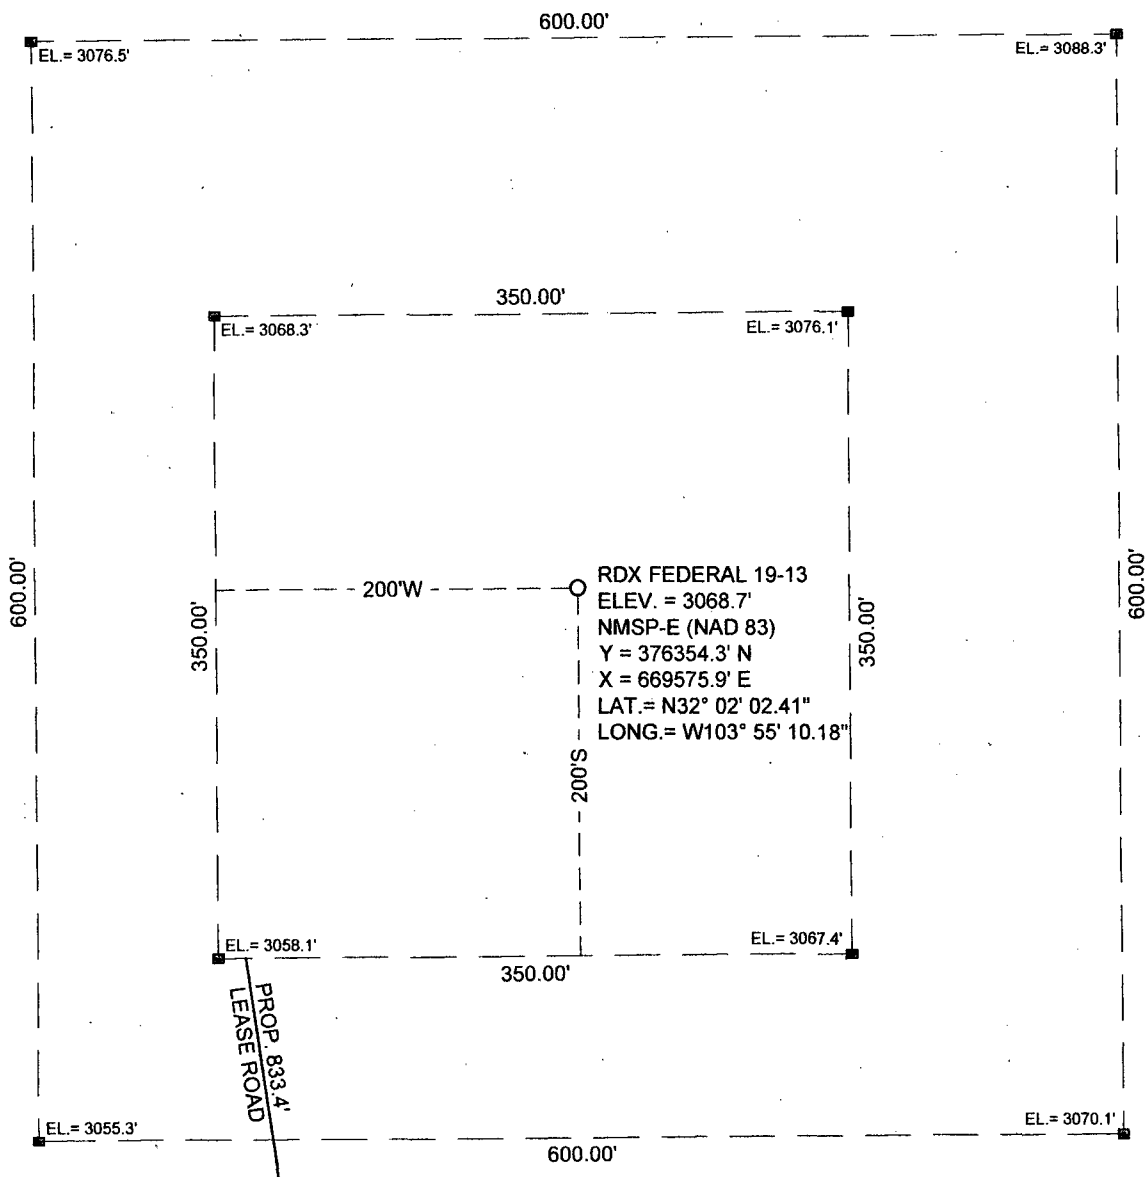 600.00'
EL.= 3076.5'
EL.= 3088.3'
350.00'
EL.= 3068.3'
EL.= 3076.1'
600.00'
350.00'
200'W
RDX FEDERAL 19-13
ELEV. = 3068.7'
NMSP-E (NAD 83)
Y = 376354.3' N
X = 669575.9' E
LAT.= N32° 02' 02.41"
LONG.= W103° 55' 10.18"
350.00'
600.00'
200'S
EL.= 3058.1'
EL.= 3067.4'
350.00'
PROP. 833.4'
LEASE ROAD
EL.= 3055.3'
EL.= 3070.1'
600.00'